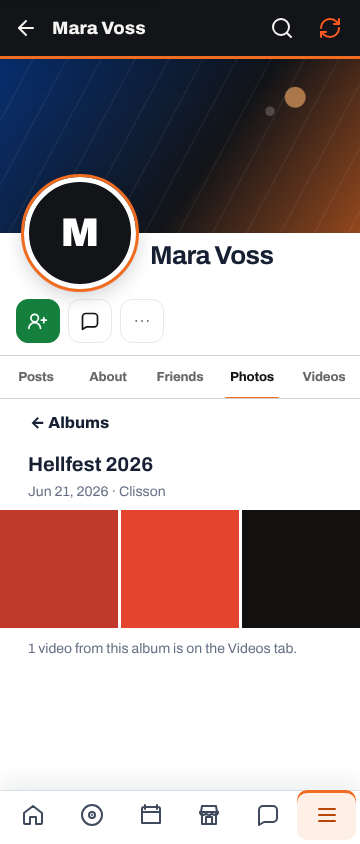 Mara Voss
M
Mara Voss
Posts About Friends Photos Videos
← Albums
Hellfest 2026
Jun 21, 2026 · Clisson
1 video from this album is on the Videos tab.